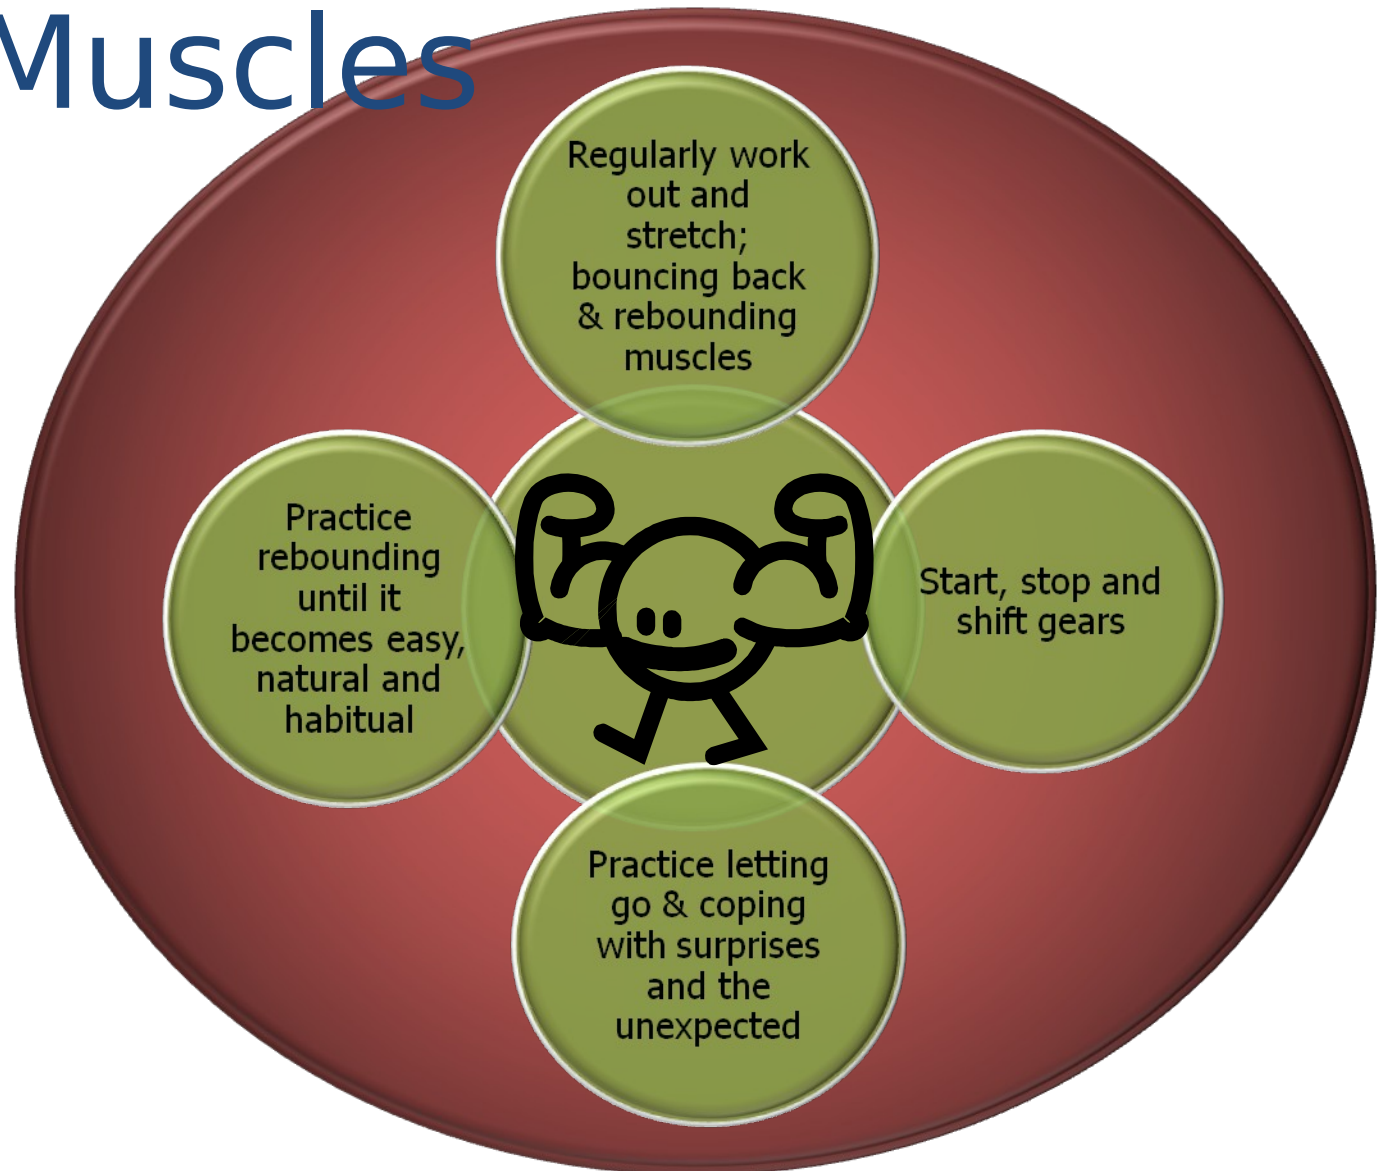 Muscles
Regularly work
out and
stretch;
bouncing back
& rebounding
muscles
Practice
rebounding
until it
becomes easy,
natural and
habitual
Start, stop and
shift gears
Practice letting
go & coping
with surprises
and the
unexpected